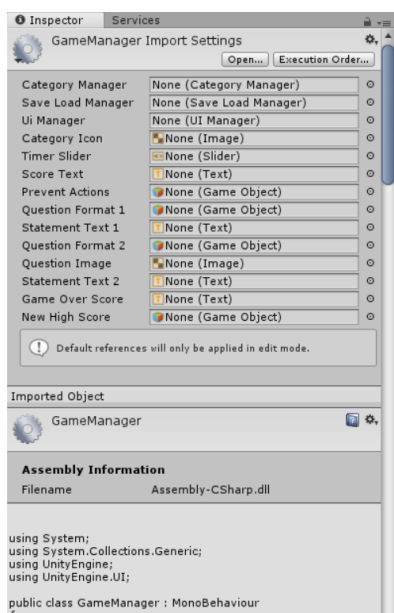 Inspector Services
GameManager Import Settings
Open... Execution Order...
Category Manager None (Category Manager)
Save Load Manager None (Save Load Manager)
Ui Manager None (UI Manager)
Category Icon None (Image)
Timer Slider None (Slider)
Score Text None (Text)
Prevent Actions None (Game Object)
Question Format 1 None (Game Object)
Statement Text 1 None (Text)
Question Format 2 None (Game Object)
Question Image None (Image)
Statement Text 2 None (Text)
Game Over Score None (Text)
New High Score None (Game Object)
Default references will only be applied in edit mode.
Imported Object
GameManager
Assembly Information
Filename Assembly-CSharp.dll
using System;
using System.Collections.Generic;
using UnityEngine;
using UnityEngine.UI;
public class GameManager : MonoBehaviour